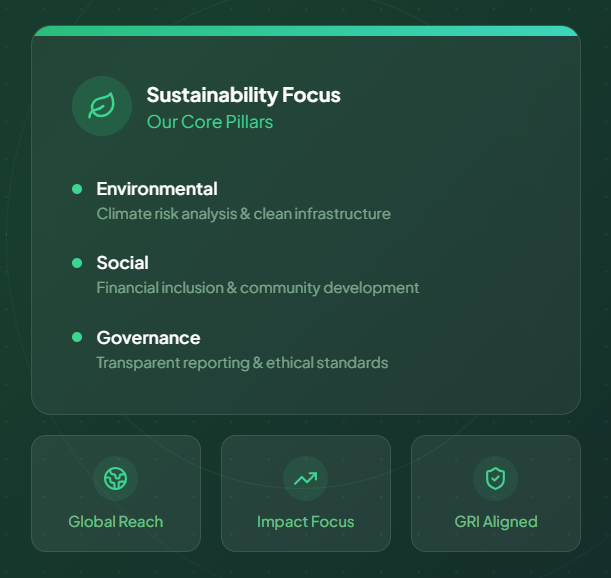 Sustainability Focus
Our Core Pillars
Environmental
Climate risk analysis & clean infrastructure
Social
Financial inclusion & community development
Governance
Transparent reporting & ethical standards
Global Reach
Impact Focus
GRI Aligned